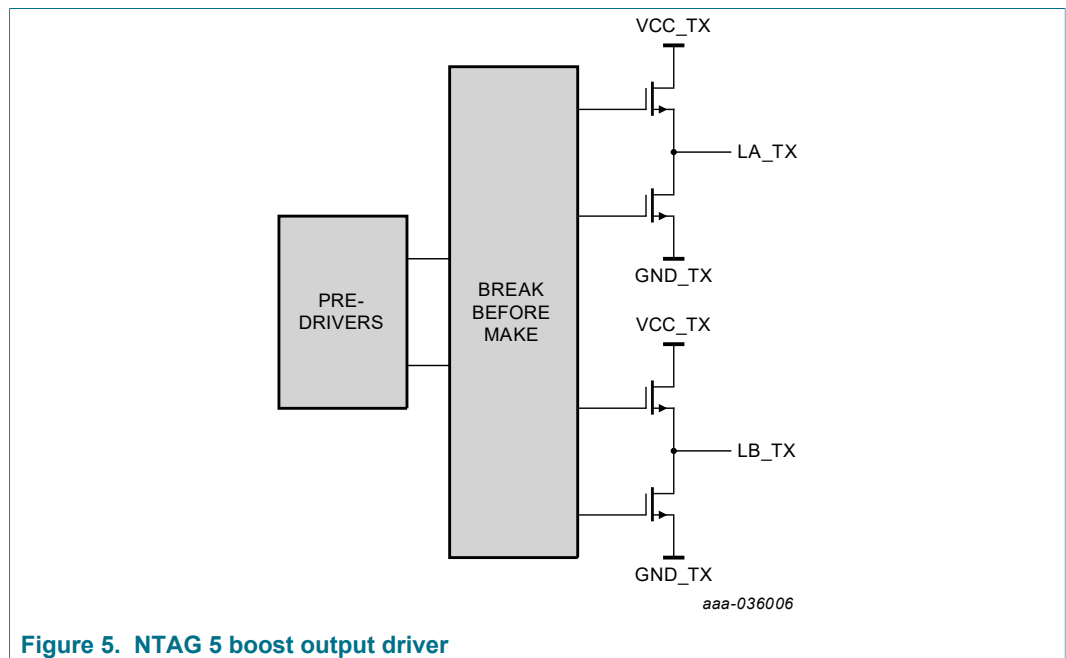 VCC_TX
LA_TX
GND_TX
PRE-
DRIVERS
BREAK
BEFORE
MAKE
VCC_TX
LB_TX
GND_TX
aaa-036006
Figure 5. NTAG 5 boost output driver